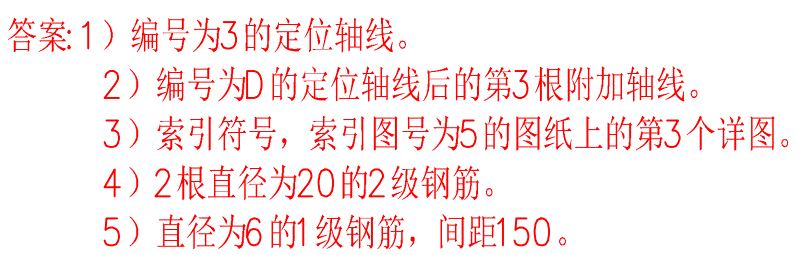 答案:1）编号为3的定位轴线。
2）编号为D的定位轴线后的第3根附加轴线。
3）索引符号，索引图号为5的图纸上的第3个详图。
4）2根直径为20的2级钢筋。
5）直径为6的1级钢筋，间距150。